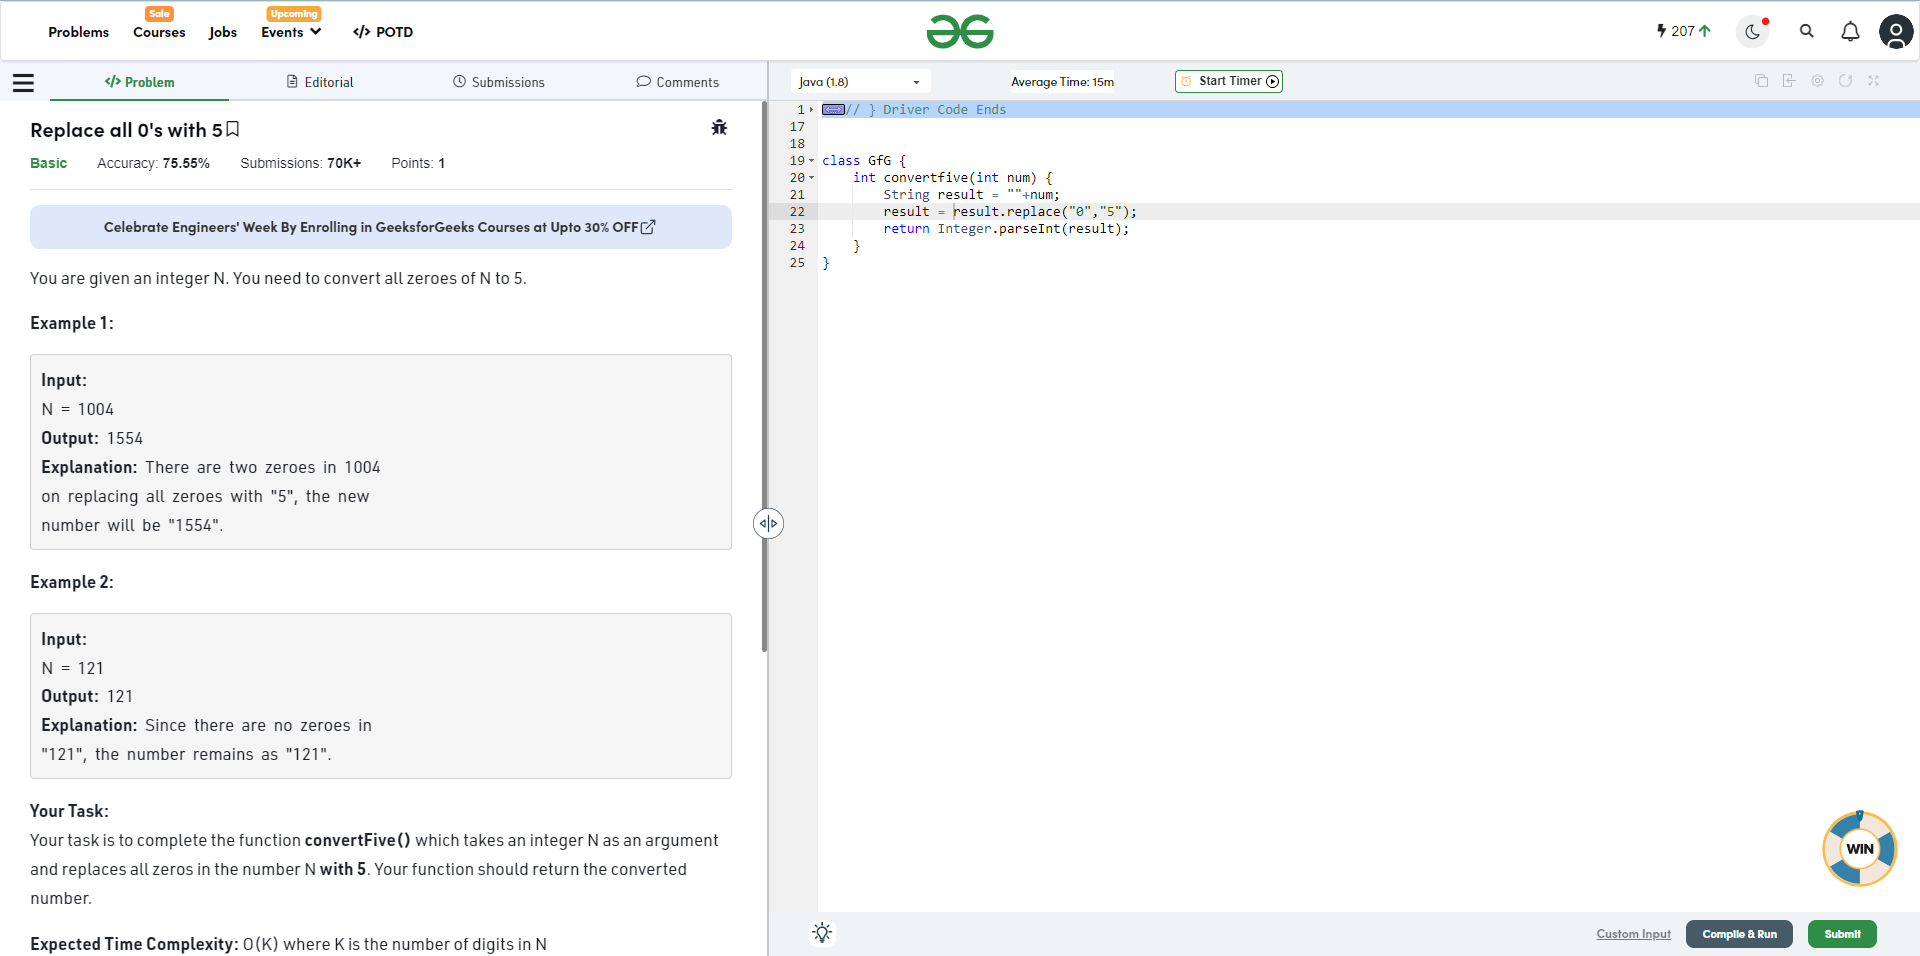 Problems
Sale
Courses
Jobs
Upcoming
Events
</> POTD
207
</> Problem
Editorial
Submissions
Comments
Java (1.8)
Average Time: 15m
Start Timer
Replace all 0's with 5
Basic Accuracy: 75.55% Submissions: 70K+ Points: 1
Celebrate Engineers' Week By Enrolling in GeeksforGeeks Courses at Upto 30% OFF
You are given an integer N. You need to convert all zeroes of N to 5.
Example 1:
Input:
N = 1004
Output: 1554
Explanation: There are two zeroes in 1004
on replacing all zeroes with "5", the new
number will be "1554".
Example 2:
Input:
N = 121
Output: 121
Explanation: Since there are no zeroes in
"121", the number remains as "121".
Your Task:
Your task is to complete the function convertFive() which takes an integer N as an argument
and replaces all zeros in the number N with 5. Your function should return the converted
number.
Expected Time Complexity: O(K) where K is the number of digits in N
1 // } Driver Code Ends
17
18
19 class GfG {
20 int convertfive(int num) {
21 String result = ""+num;
22 result = result.replace("0","5");
23 return Integer.parseInt(result);
24 }
25 }
WIN
Custom Input
Compile & Run
Submit